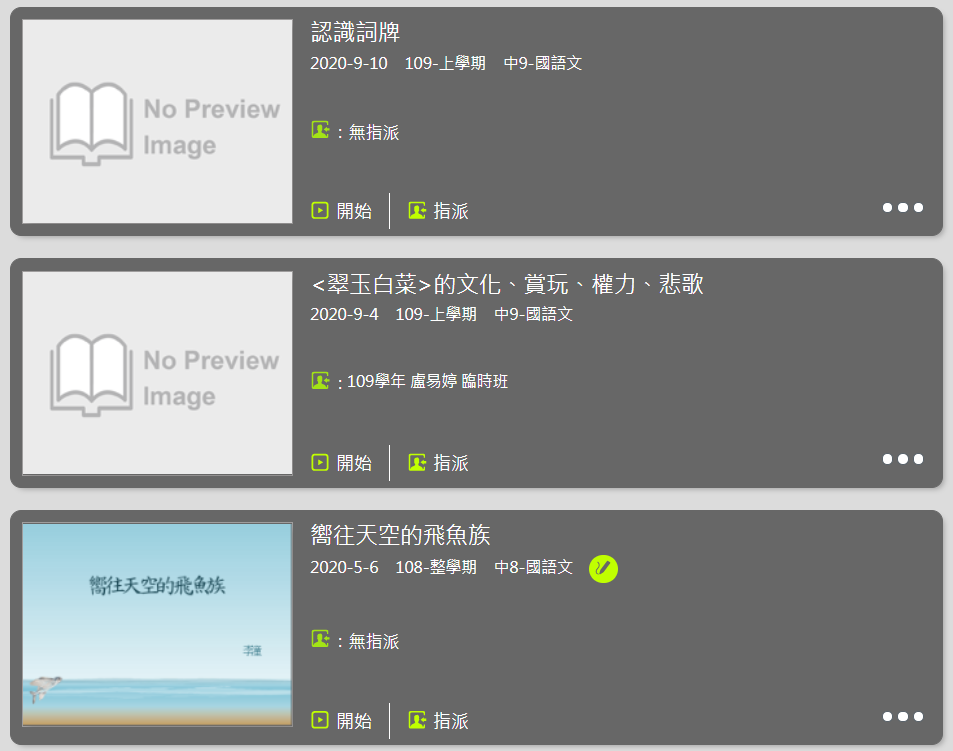 No Preview
Image
認識詞牌
2020-9-10 109-上學期 中9-國語文
：無指派
開始 指派
No Preview
Image
<翠玉白菜>的文化、賞玩、權力、悲歌
2020-9-4 109-上學期 中9-國語文
：109學年 盧易婷 臨時班
開始 指派
嚮往天空的飛魚族
李潼
嚮往天空的飛魚族
2020-5-6 108-整學期 中8-國語文
：無指派
開始 指派